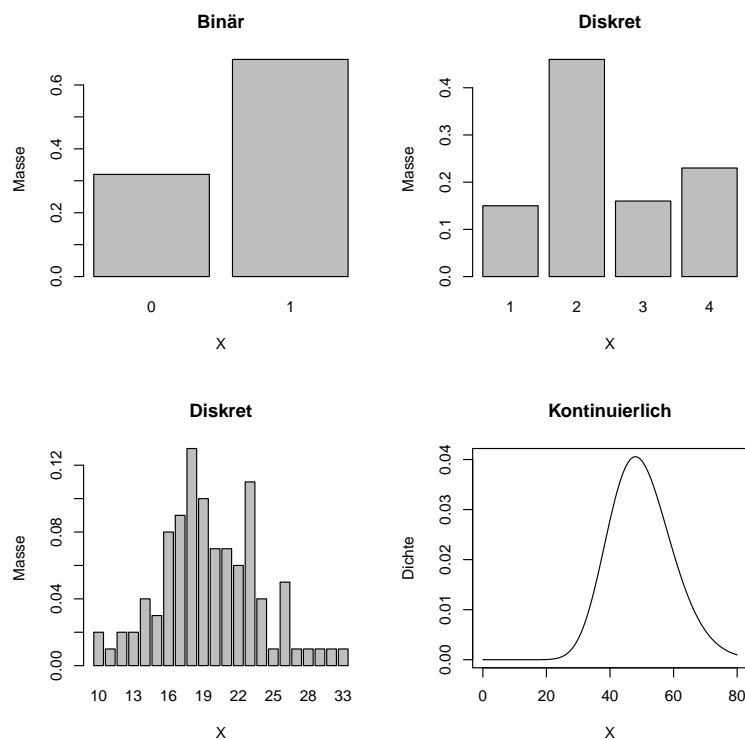 Binär
Masse
0.0 0.2 0.4 0.6
0 1
X
Diskret
Masse
0.0 0.1 0.2 0.3 0.4
1 2 3 4
X
Diskret
Masse
0.00 0.04 0.08 0.12
10 13 16 19 22 25 28 33
X
Kontinuierlich
Dichte
0.00 0.01 0.02 0.03 0.04
0 20 40 60 80
X